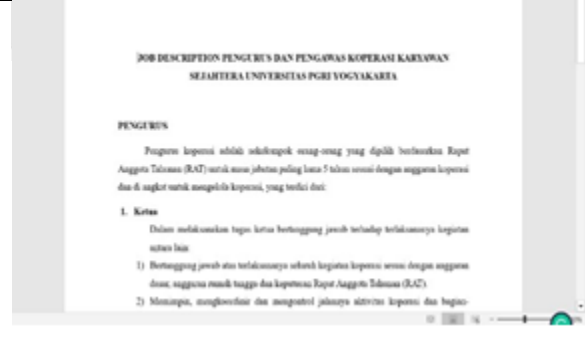 JOB DESCRIPTION PENGURUS DAN PENGAWAS KOPERASI KARYAWAN
SEJAHTERA UNIVERSITAS PGRI YOGYAKARTA
PENGURUS
Pengurus koperasi adalah sekelompok orang-orang yang dipilih berdasarkan Rapat
Anggota Tahunan (RAT) untuk masa jabatan paling lama 5 tahun sesuai dengan anggaran koperasi
dan di angkat untuk mengelola koperasi, yang terdiri dari:
1. Ketua
Dalam melaksanakan tugas ketua bertanggung jawab terhadap terlaksananya kegiatan
antara lain:
1) Bertanggung jawab atas terlaksananya seluruh kegiatan koperasi sesuai dengan anggaran
dasar, anggaran rumah tangga dan keputusan Rapat Anggota Tahunan (RAT).
2) Memimpin, mengkoordinir dan mengontrol jalannya aktivitas koperasi dan bagian-